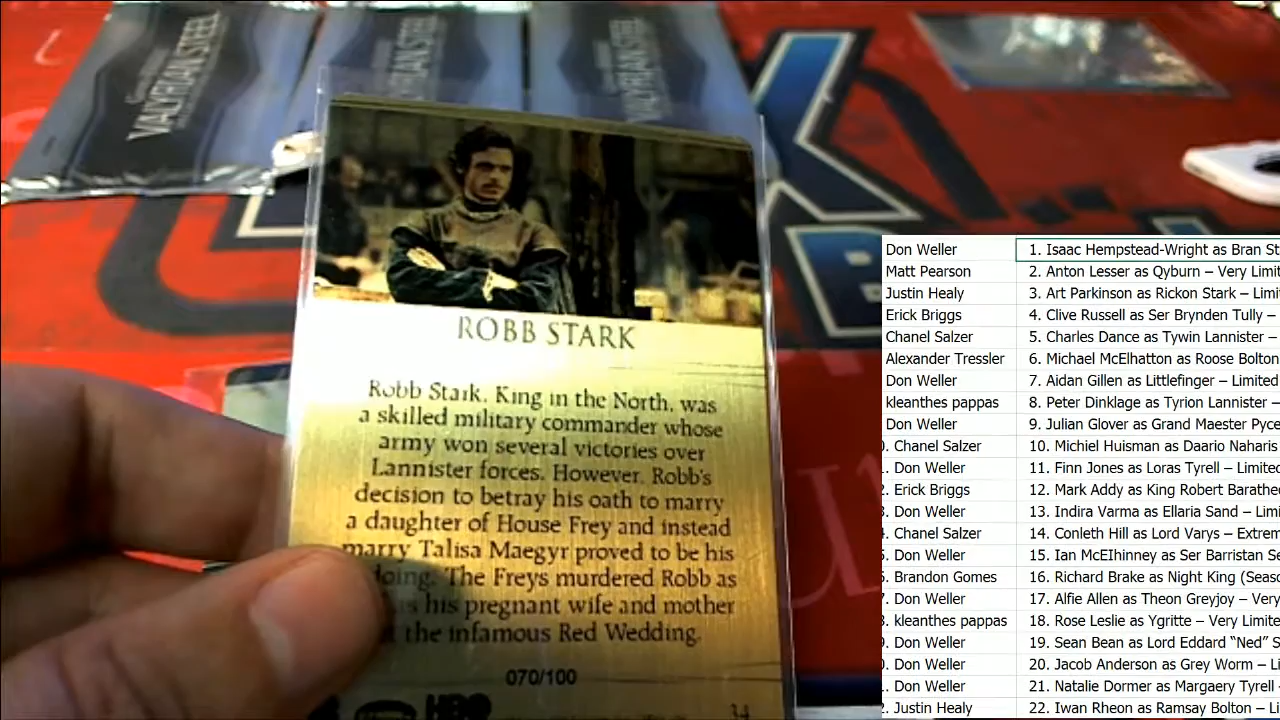 VALYRIAN STEEL
ROBB STARK
Robb Stark, King in the North, was
a skilled military commander whose
army won several victories over
Lannister forces. However, Robb's
decision to betray his oath to marry
a daughter of House Frey and instead
marry Talisa Maegyr proved to be his
The Freys murdered Robb as
his pregnant wife and mother
the infamous Red Wedding.
070/100
HBO
34
Don Weller 1. Isaac Hempstead-Wright as Bran St
Matt Pearson 2. Anton Lesser as Qyburn – Very Limi
Justin Healy 3. Art Parkinson as Rickon Stark – Limi
Erick Briggs 4. Clive Russell as Ser Brynden Tully –
Chanel Salzer 5. Charles Dance as Tywin Lannister –
Alexander Tressler 6. Michael McElhatton as Roose Bolton
Don Weller 7. Aidan Gillen as Littlefinger – Limited
kleanthes pappas 8. Peter Dinklage as Tyrion Lannister –
Don Weller 9. Julian Glover as Grand Maester Pyce
. Chanel Salzer 10. Michiel Huisman as Daario Naharis
. Don Weller 11. Finn Jones as Loras Tyrell – Limited
. Erick Briggs 12. Mark Addy as King Robert Barathe
. Don Weller 13. Indira Varma as Ellaria Sand – Limi
. Chanel Salzer 14. Conleth Hill as Lord Varys – Extrem
. Don Weller 15. Ian McElhinney as Ser Barristan S
. Brandon Gomes 16. Richard Brake as Night King (Seas
. Don Weller 17. Alfie Allen as Theon Greyjoy – Very
. kleanthes pappas 18. Rose Leslie as Ygritte – Very Limite
. Don Weller 19. Sean Bean as Lord Eddard “Ned” S
. Don Weller 20. Jacob Anderson as Grey Worm – Li
. Don Weller 21. Natalie Dormer as Margaery Tyrell -
. Justin Healy 22. Iwan Rheon as Ramsay Bolton – Li